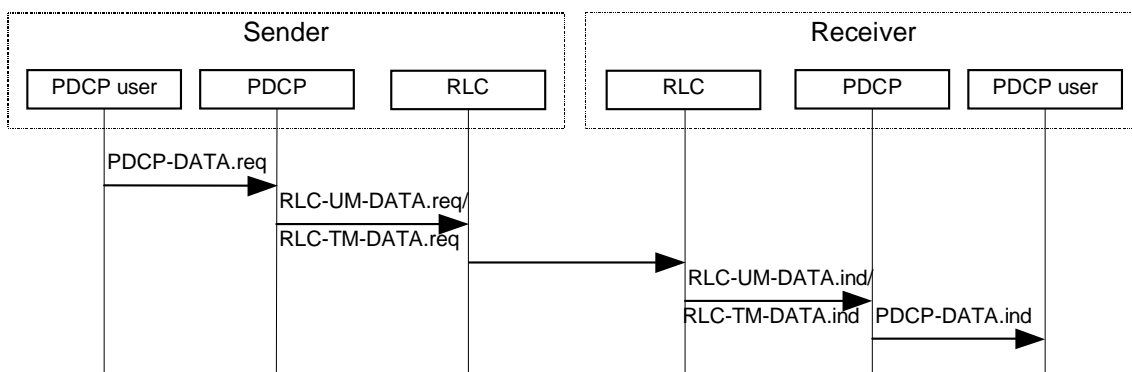 Sender
Receiver
PDCP user
PDCP
RLC
RLC
PDCP
PDCP user
PDCP-DATA.req
RLC-UM-DATA.req/
RLC-TM-DATA.req
RLC-UM-DATA.ind/
RLC-TM-DATA.ind
PDCP-DATA.ind